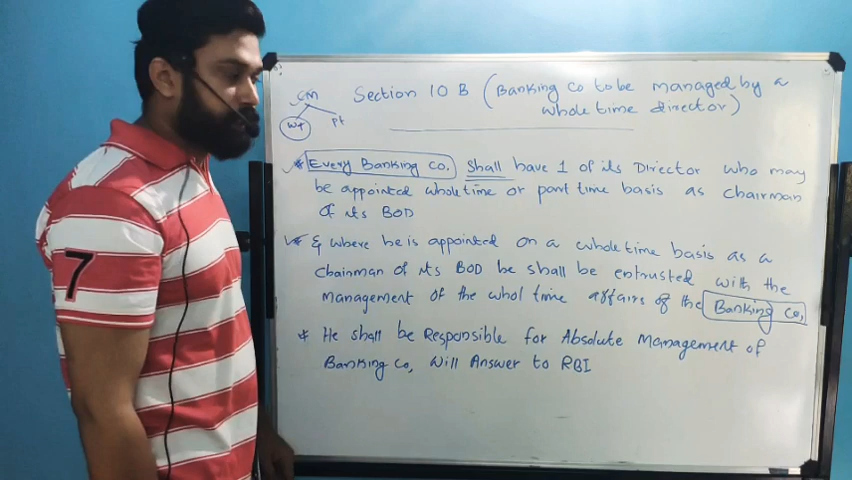 CM
WT
Pt
Section 10 B (Banking Co to be managed by a
whole time director)
* Every Banking Co. Shall have 1 of its Director who may
be appointed whole time or part time basis as chairman
of its BOD
* & where he is appointed on a whole time basis as a
Chairman of its BOD he shall be entrusted with the
management of the whol time affairs of the Banking Co,
* He shall be Responsible for Absolute Management of
Banking Co, Will Answer to RBI
7